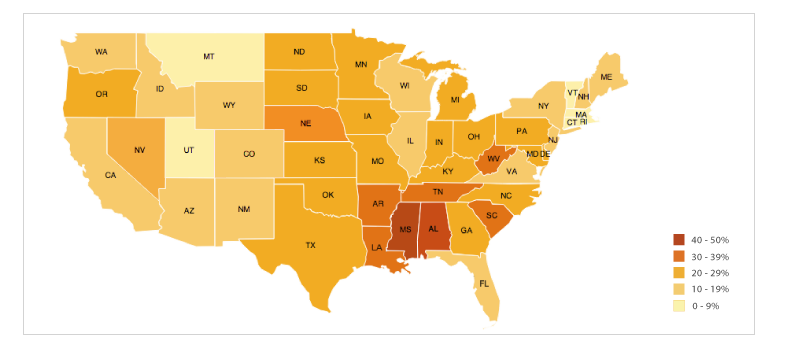 WA
MT
ND
MN
OR
ID
SD
WI
MI
WY
NE
IA
NV
UT
CO
KS
MO
IL
IN
OH
PA
NY
VT
NH
ME
MA
CT RI
NJ
MD DE
WV
VA
KY
CA
AZ
NM
OK
AR
TN
NC
SC
TX
LA
MS
AL
GA
FL
40 - 50%
30 - 39%
20 - 29%
10 - 19%
0 - 9%